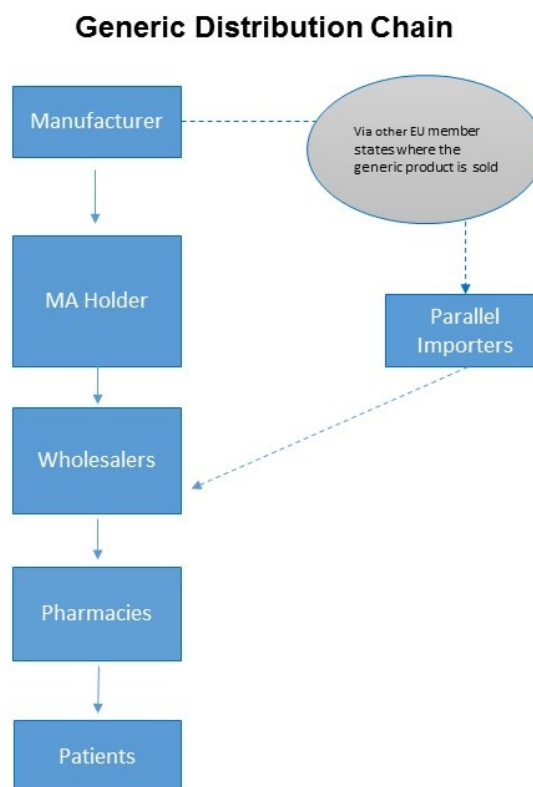 Generic Distribution Chain
Manufacturer
Via other EU member
states where the
generic product is sold
MA Holder
Parallel
Importers
Wholesalers
Pharmacies
Patients